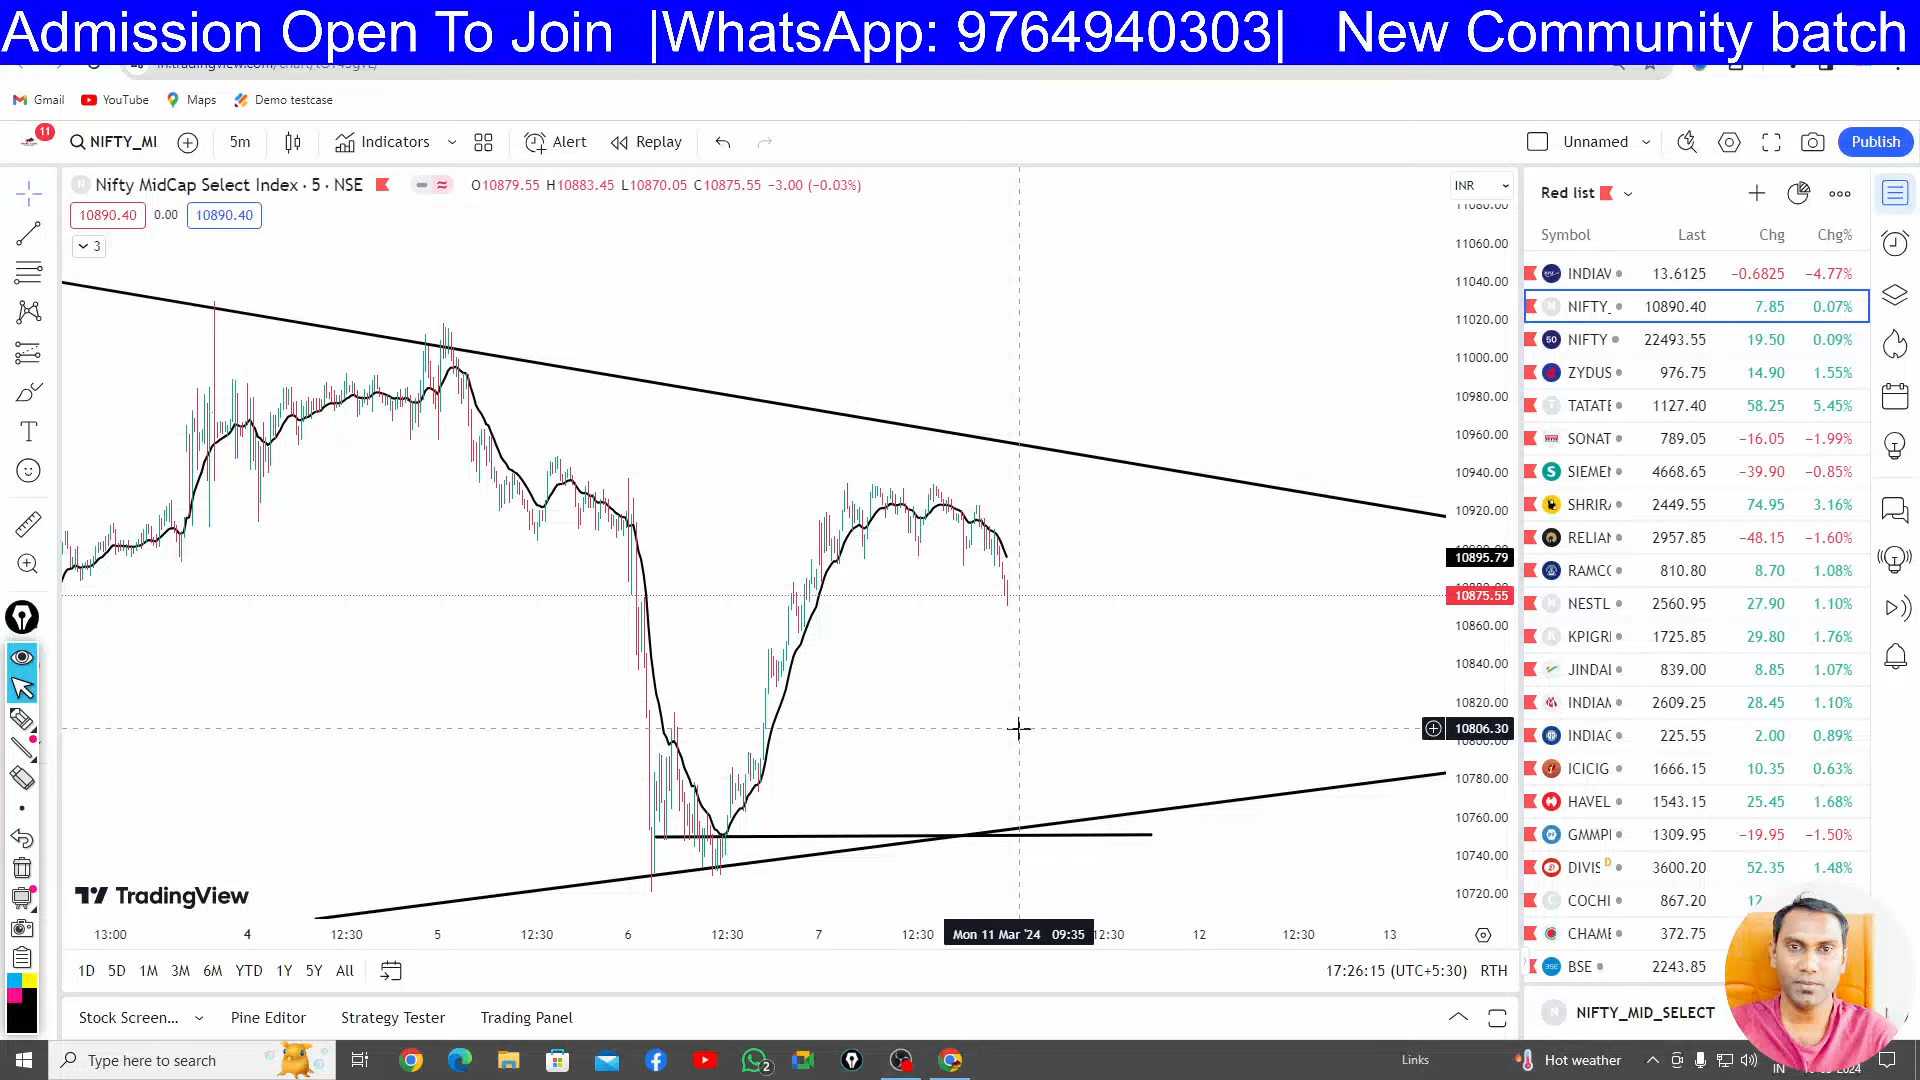 Admission Open To Join |WhatsApp: 9764940303| New Community batch
Gmail YouTube Maps Demo testcase
11 NIFTY_MI 5m Indicators Alert Replay Unnamed Publish
Nifty MidCap Select Index · 5 · NSE O10879.55 H10883.45 L10870.05 C10875.55 −3.00 (−0.03%)
10890.40 0.00 10890.40
3
INR
11080.00
11060.00
11040.00
11020.00
11000.00
10980.00
10960.00
10940.00
10920.00
10895.79
10875.55
10860.00
10840.00
10820.00
10806.30
10800.00
10780.00
10760.00
10740.00
10720.00
TradingView
13:00 4 12:30 5 12:30 6 12:30 7 12:30 Mon 11 Mar '24 09:35 12:30 12 12:30 13
1D 5D 1M 3M 6M YTD 1Y 5Y All 17:26:15 (UTC+5:30) RTH
Stock Screen... Pine Editor Strategy Tester Trading Panel
Red list
Symbol Last Chg Chg%
INDIAV 13.6125 −0.6825 −4.77%
NIFTY_ 10890.40 7.85 0.07%
50 NIFTY 22493.55 19.50 0.09%
ZYDUS 976.75 14.90 1.55%
TATATE 1127.40 58.25 5.45%
SONAT 789.05 −16.05 −1.99%
SIEMEN 4668.65 −39.90 −0.85%
SHRIRA 2449.55 74.95 3.16%
RELIAN 2957.85 −48.15 −1.60%
RAMCO 810.80 8.70 1.08%
NESTL 2560.95 27.90 1.10%
KPIGRI 1725.85 29.80 1.76%
JINDAL 839.00 8.85 1.07%
INDIAM 2609.25 28.45 1.10%
INDIAC 225.55 2.00 0.89%
ICICIG 1666.15 10.35 0.63%
HAVEL 1543.15 25.45 1.68%
GMMPI 1309.95 −19.95 −1.50%
DIVIS D 3600.20 52.35 1.48%
COCHI 867.20 12
CHAME 372.75
BSE 2243.85
NIFTY_MID_SELECT
Type here to search 2 Links Hot weather IN